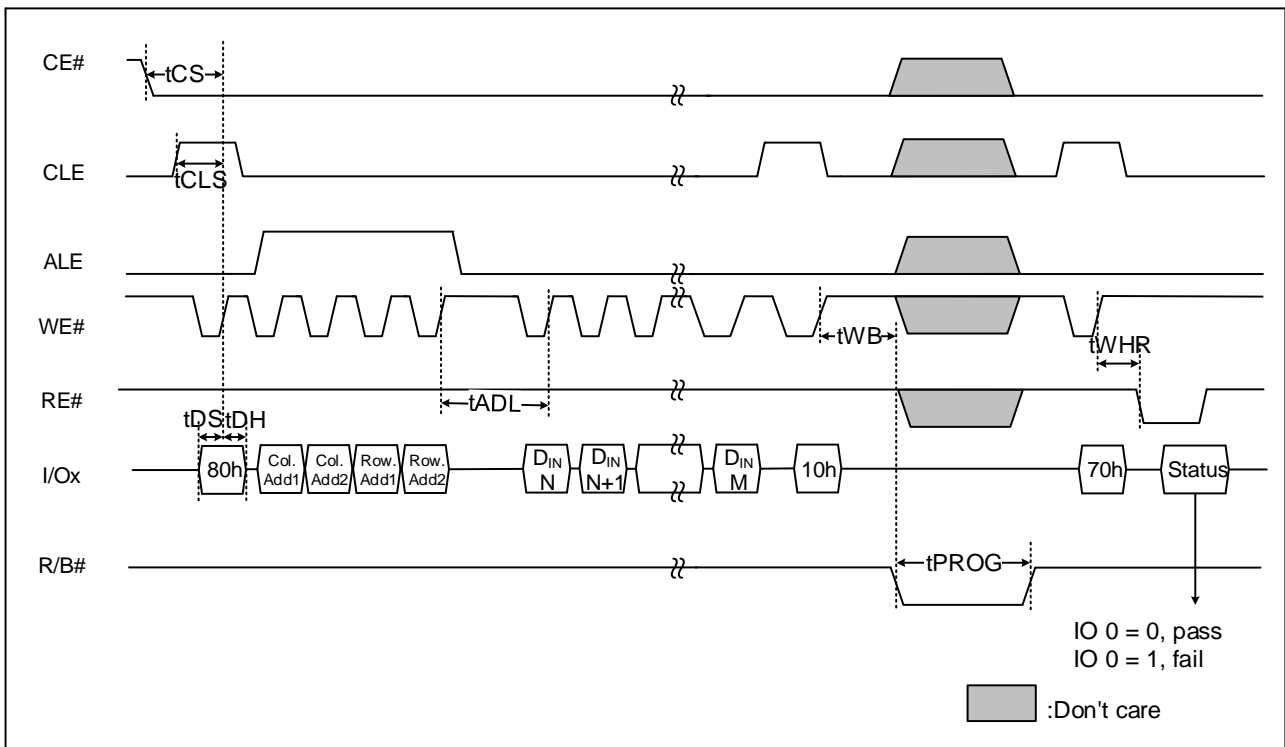 CE#
tCS
CLE
tCLS
ALE
WE#
tWB
tWHR
RE#
tADL
tDS
tDH
I/Ox
80h
Col.
Add1
Col.
Add2
Row.
Add1
Row.
Add2
DIN
N
DIN
N+1
DIN
M
10h
70h
Status
R/B#
tPROG
IO 0 = 0, pass
IO 0 = 1, fail
:Don't care